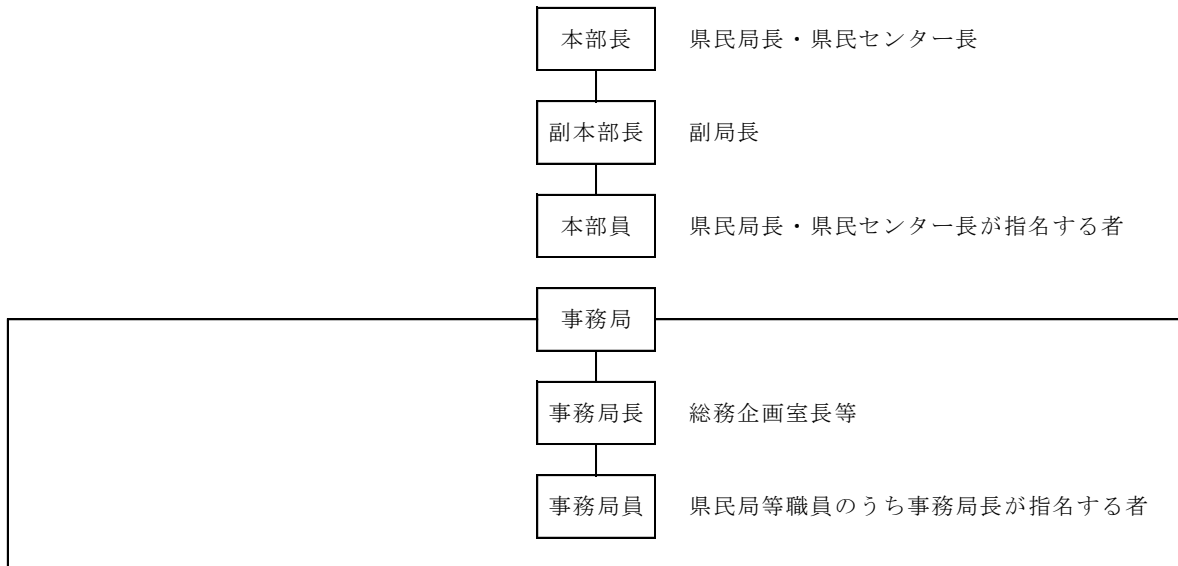 本部長 県民局長・県民センター長
副本部長 副局長
本部員 県民局長・県民センター長が指名する者
事務局
事務局長 総務企画室長等
事務局員 県民局等職員のうち事務局長が指名する者